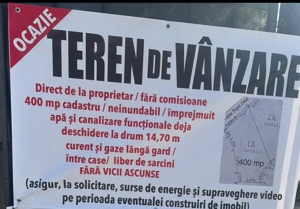 OCAZIE
TEREN DE VÂNZARE
Direct de la proprietar / fără comisioane
400 mp cadastru / neinundabil / împrejmuit
apă și canalizare funcționale deja
deschidere la drum 14,70 m
curent și gaze lângă gard /
între case/ liber de sarcini
FĂRĂ VICII ASCUNSE
400 mp
(asigur, la solicitare, surse de energie și supraveghere video
pe perioada eventualei construiri de imobil)